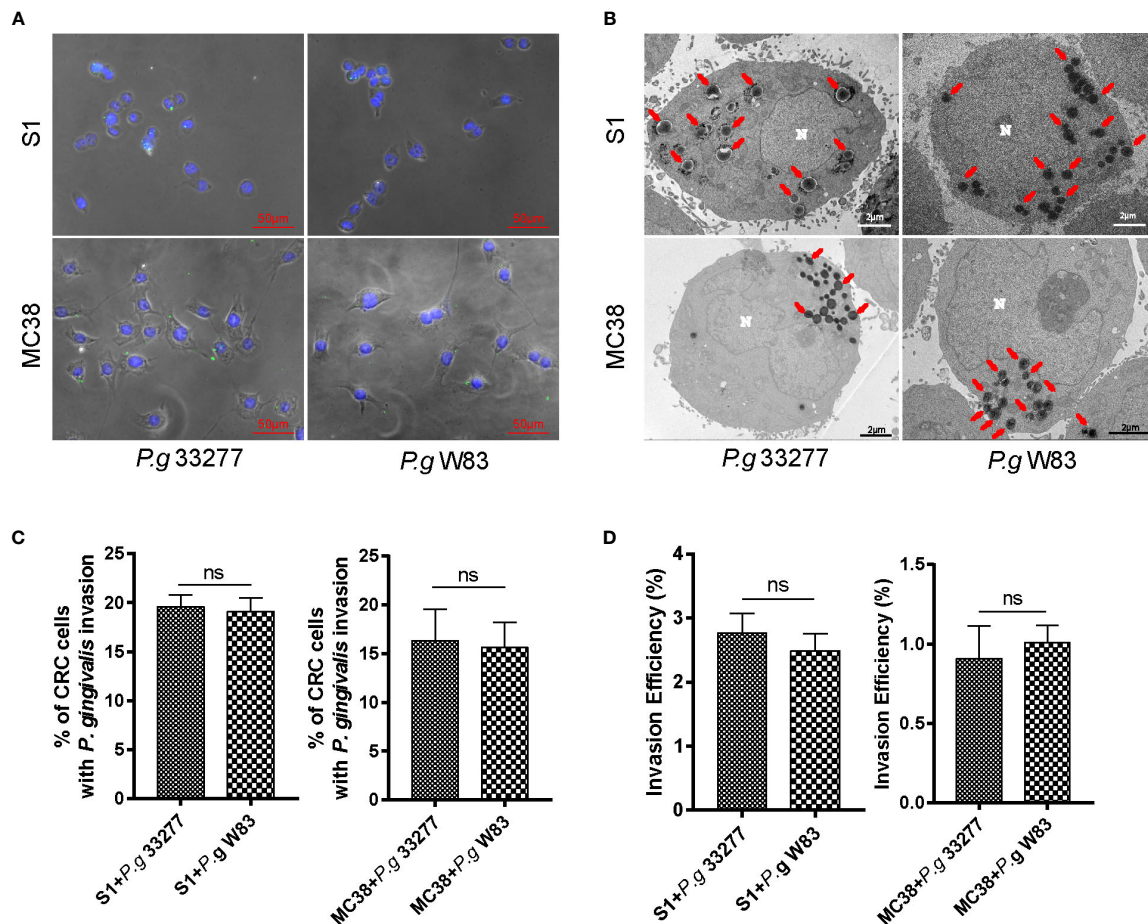 A
B
S1
50µm
50µm
N
2µm
N
2µm
S1
MC38
50µm
50µm
N
2µm
N
2µm
MC38
P.g 33277
P.g W83
P.g 33277
P.g W83
C
D
% of CRC cells
with P. gingivalis invasion
25
20
15
10
5
0
ns
S1+P.g 33277
S1+P.g W83
% of CRC cells
with P. gingivalis invasion
25
20
15
10
5
0
ns
MC38+P.g 33277
MC38+P.g W83
Invasion Efficiency (%)
4
3
2
1
0
ns
S1+P.g 33277
S1+P.g W83
Invasion Efficiency (%)
1.5
1.0
0.5
0.0
ns
MC38+P.g 33277
MC38+P.g W83